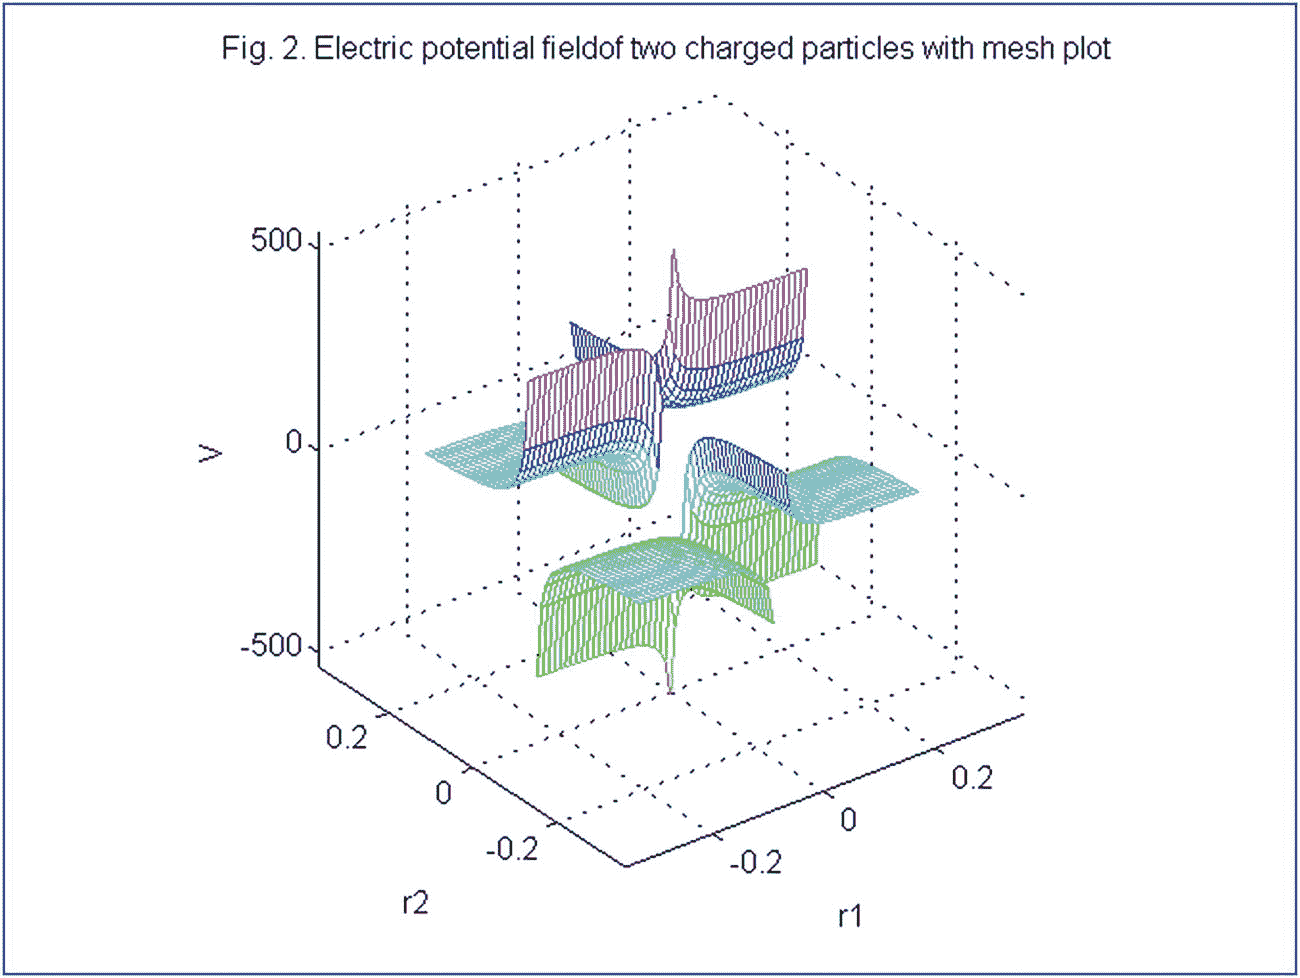 Fig. 2. Electric potential fieldof two charged particles with mesh plot
500
0
-500
V
0.2
0
-0.2
r2
-0.2
0
0.2
r1